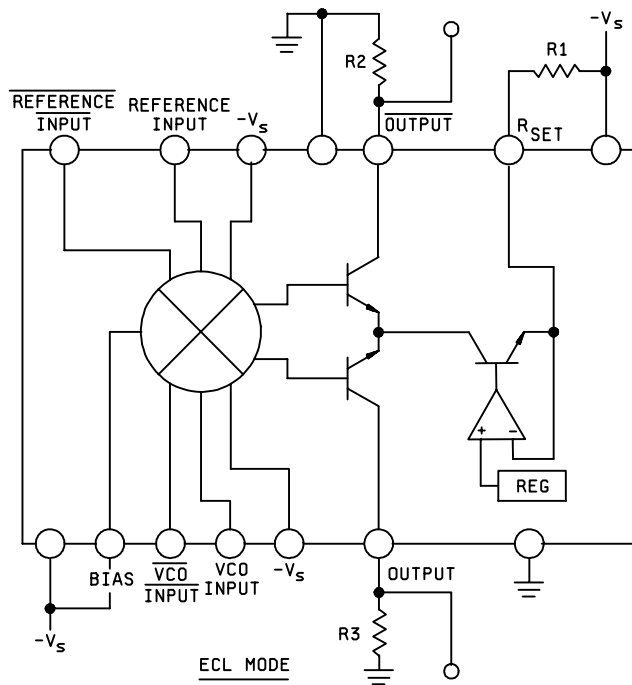 -Vs
R1
R2
REFERENCE
INPUT
REFERENCE
INPUT
-Vs
OUTPUT
RSET
+
-
REG
BIAS
VCO
INPUT
VCO
INPUT
-Vs
OUTPUT
-Vs
R3
ECL MODE